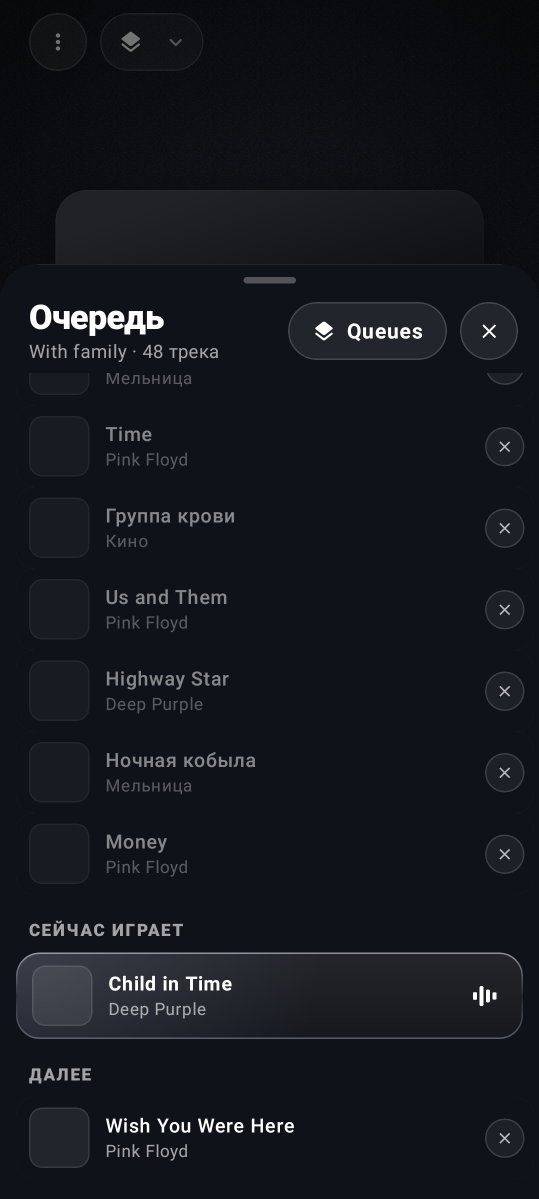 Очередь
With family · 48 трека
Queues
Мельница
Time
Pink Floyd
Группа крови
Кино
Us and Them
Pink Floyd
Highway Star
Deep Purple
Ночная кобыла
Мельница
Money
Pink Floyd
СЕЙЧАС ИГРАЕТ
Child in Time
Deep Purple
ДАЛЕЕ
Wish You Were Here
Pink Floyd